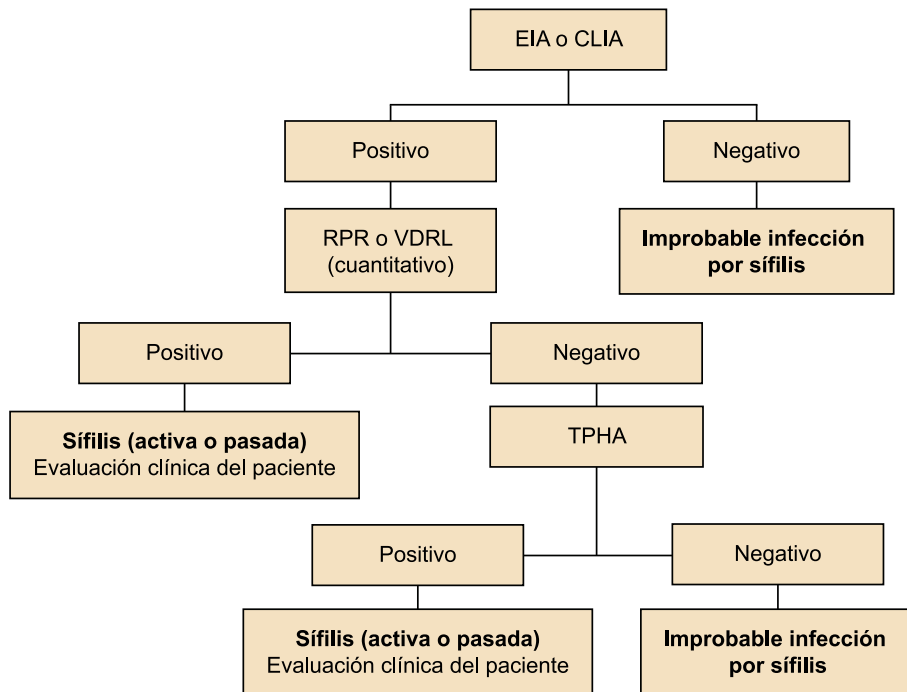 EIA o CLIA
Positivo
Negativo
RPR o VDRL
(cuantitativo)
Improbable infección
por sífilis
Positivo
Negativo
Sífilis (activa o pasada)
Evaluación clínica del paciente
TPHA
Positivo
Negativo
Sífilis (activa o pasada)
Evaluación clínica del paciente
Improbable infección
por sífilis